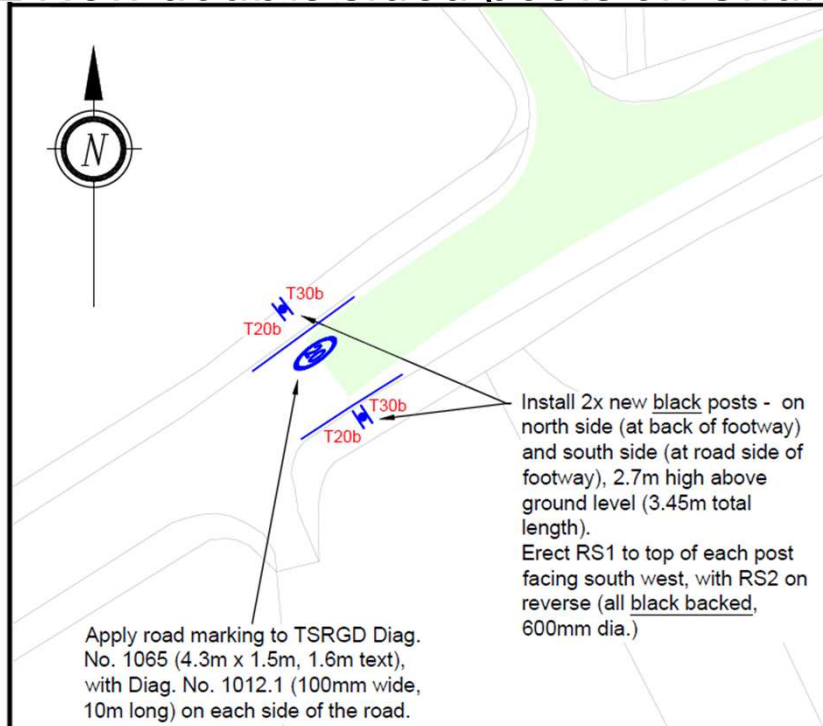 N
T30b
T20b
T30b
T20b
Install 2x new black posts - on
north side (at back of footway)
and south side (at road side of
footway), 2.7m high above
ground level (3.45m total
length).
Erect RS1 to top of each post
facing south west, with RS2 on
reverse (all black backed,
600mm dia.)
Apply road marking to TSRGD Diag.
No. 1065 (4.3m x 1.5m, 1.6m text),
with Diag. No. 1012.1 (100mm wide,
10m long) on each side of the road.